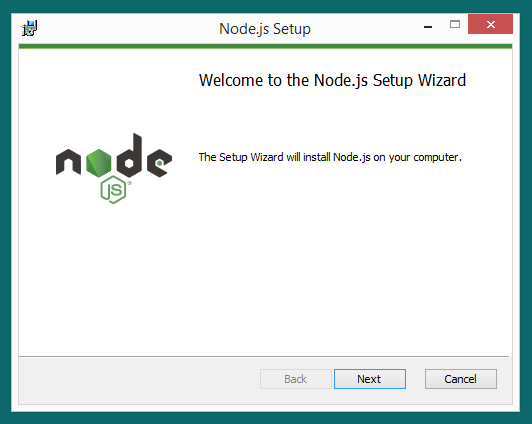 Node.js Setup
Welcome to the Node.js Setup Wizard
node
JS®
The Setup Wizard will install Node.js on your computer.
Back
Next
Cancel